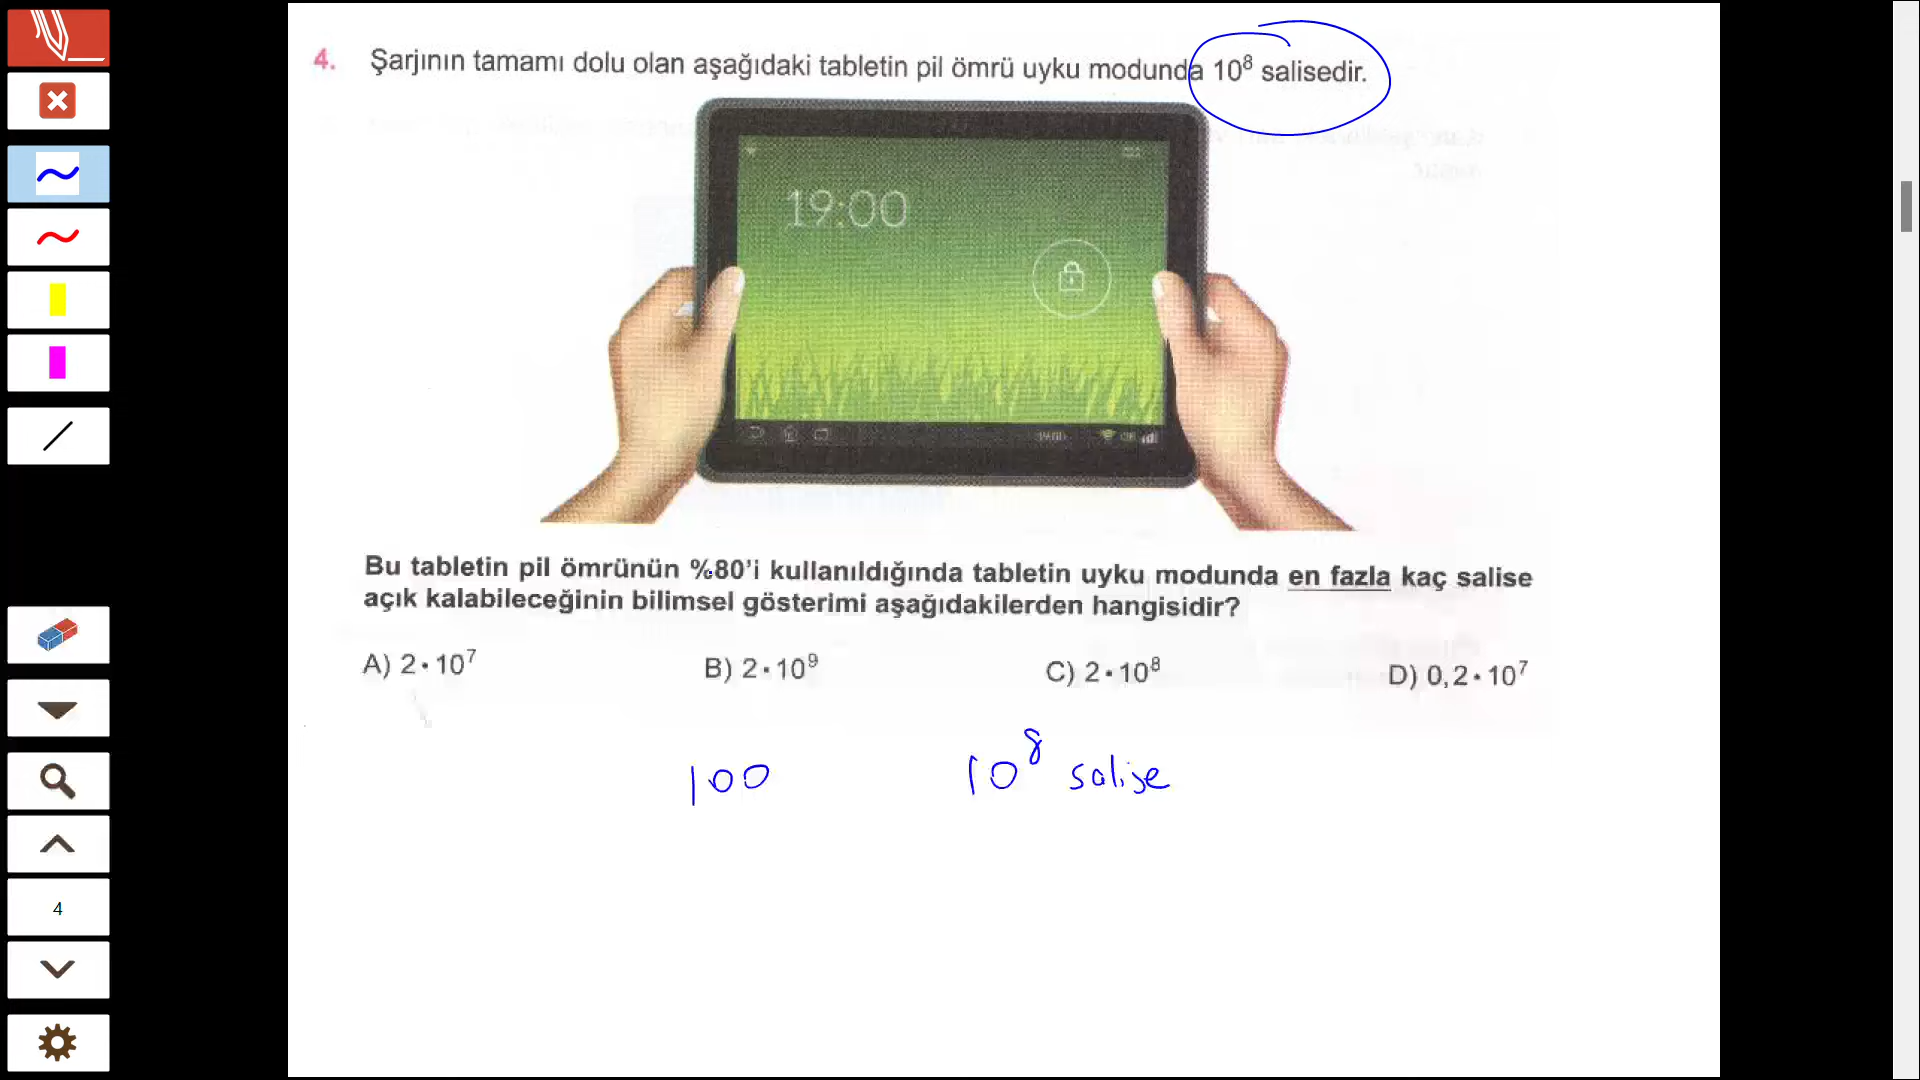 4. Şarjının tamamı dolu olan aşağıdaki tabletin pil ömrü uyku modunda 10⁸ salisedir.
19:00
19:00
Bu tabletin pil ömrünün %80'i kullanıldığında tabletin uyku modunda en fazla kaç salise
açık kalabileceğinin bilimsel gösterimi aşağıdakilerden hangisidir?
A) 2·10⁷ B) 2·10⁹ C) 2·10⁸ D) 0,2·10⁷
100 10⁸ salise
4